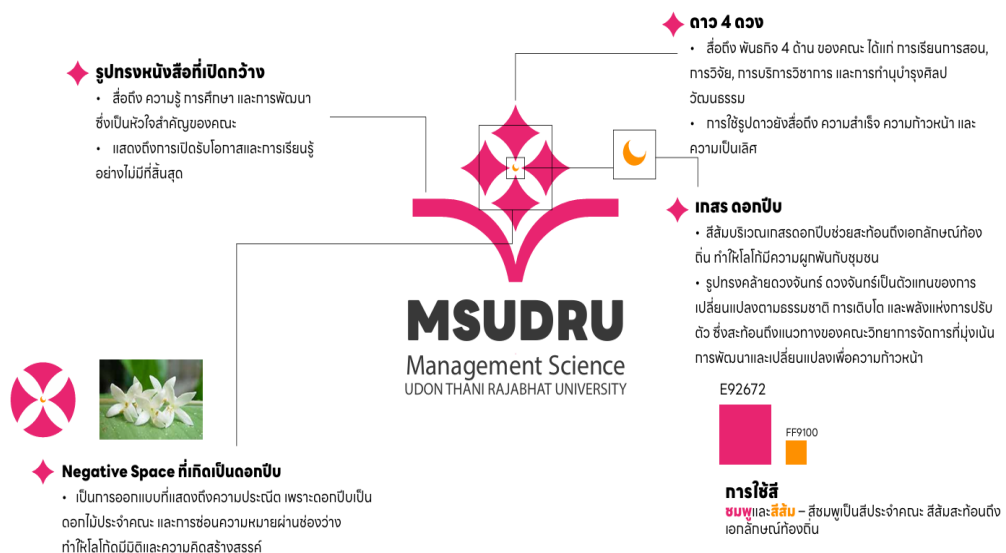 รูปทรงหนังสือที่เปิดกว้าง
• สื่อถึง ความรู้ การศึกษา และการพัฒนา
ซึ่งเป็นหัวใจสำคัญของคณะ
• แสดงถึงการเปิดรับโอกาสและการเรียนรู้
อย่างไม่มีที่สิ้นสุด
ดาว 4 ดวง
• สื่อถึง พันธกิจ 4 ด้าน ของคณะ ได้แก่ การเรียนการสอน,
การวิจัย, การบริการวิชาการ และการทำนุบำรุงศิลป
วัฒนธรรม
• การใช้รูปดาวยังสื่อถึง ความสำเร็จ ความก้าวหน้า และ
ความเป็นเลิศ
เกสร ดอกปีบ
• สีส้มบริเวณเกสรดอกปีบช่วยสะท้อนถึงเอกลักษณ์ท้อง
ถิ่น ทำให้โลโก้มีความผูกพันกับชุมชน
• รูปทรงคล้ายดวงจันทร์ ดวงจันทร์เป็นตัวแทนของการ
เปลี่ยนแปลงตามธรรมชาติ การเติบโต และพลังแห่งการปรับ
ตัว ซึ่งสะท้อนถึงแนวทางของคณะวิทยาการจัดการที่มุ่งเน้น
การพัฒนาและเปลี่ยนแปลงเพื่อความก้าวหน้า
MSUDRU
Management Science
UDON THANI RAJABHAT UNIVERSITY
E92672
FF9100
Negative Space ที่เกิดเป็นดอกปีบ
• เป็นการออกแบบที่แสดงถึงความประณีต เพราะดอกปีบเป็น
ดอกไม้ประจำคณะ และการซ่อนความหมายผ่านช่องว่าง
ทำให้โลโก้ดูมีมิติและความคิดสร้างสรรค์
การใช้สี
ชมพูและสีส้ม – สีชมพูเป็นสีประจำคณะ สีส้มสะท้อนถึง
เอกลักษณ์ท้องถิ่น